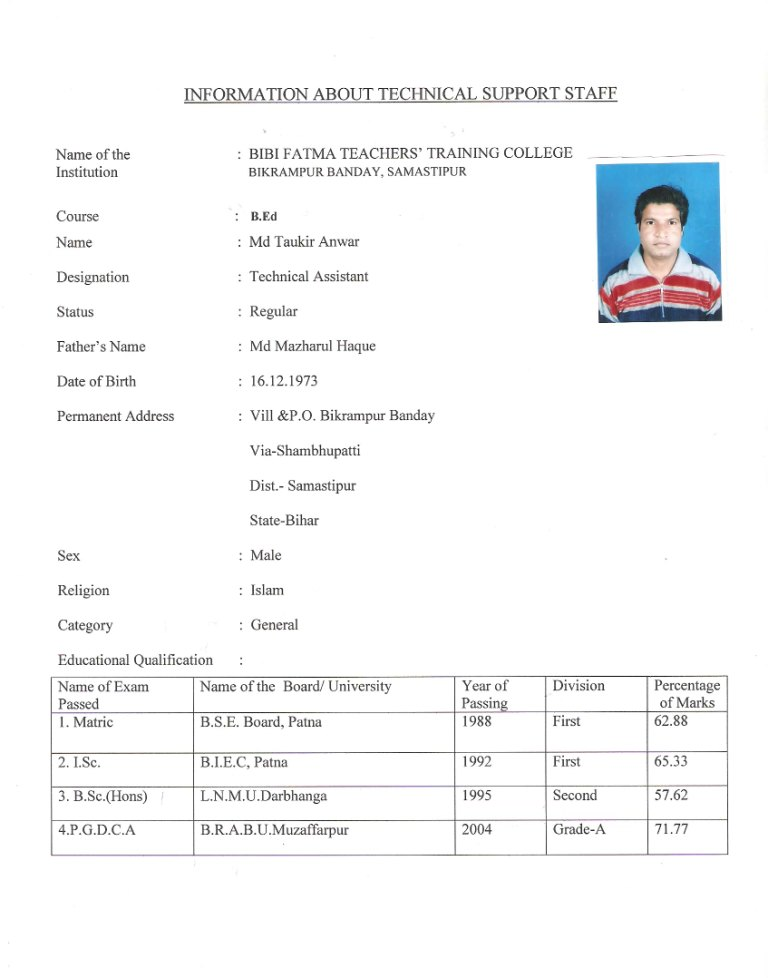 INFORMATION ABOUT TECHNICAL SUPPORT STAFF
Name of the : BIBI FATMA TEACHERS' TRAINING COLLEGE
Institution BIKRAMPUR BANDAY, SAMASTIPUR
Course : B.Ed
Name : Md Taukir Anwar
Designation : Technical Assistant
Status : Regular
Father's Name : Md Mazharul Haque
Date of Birth : 16.12.1973
Permanent Address : Vill &P.O. Bikrampur Banday
Via-Shambhupatti
Dist.- Samastipur
State-Bihar
Sex : Male
Religion : Islam
Category : General
Educational Qualification :
Name of Exam Name of the Board/ University Year of Division Percentage
Passed Passing of Marks
1. Matric B.S.E. Board, Patna 1988 First 62.88
2. I.Sc. B.I.E.C, Patna 1992 First 65.33
3. B.Sc.(Hons) L.N.M.U.Darbhanga 1995 Second 57.62
4.P.G.D.C.A B.R.A.B.U.Muzaffarpur 2004 Grade-A 71.77